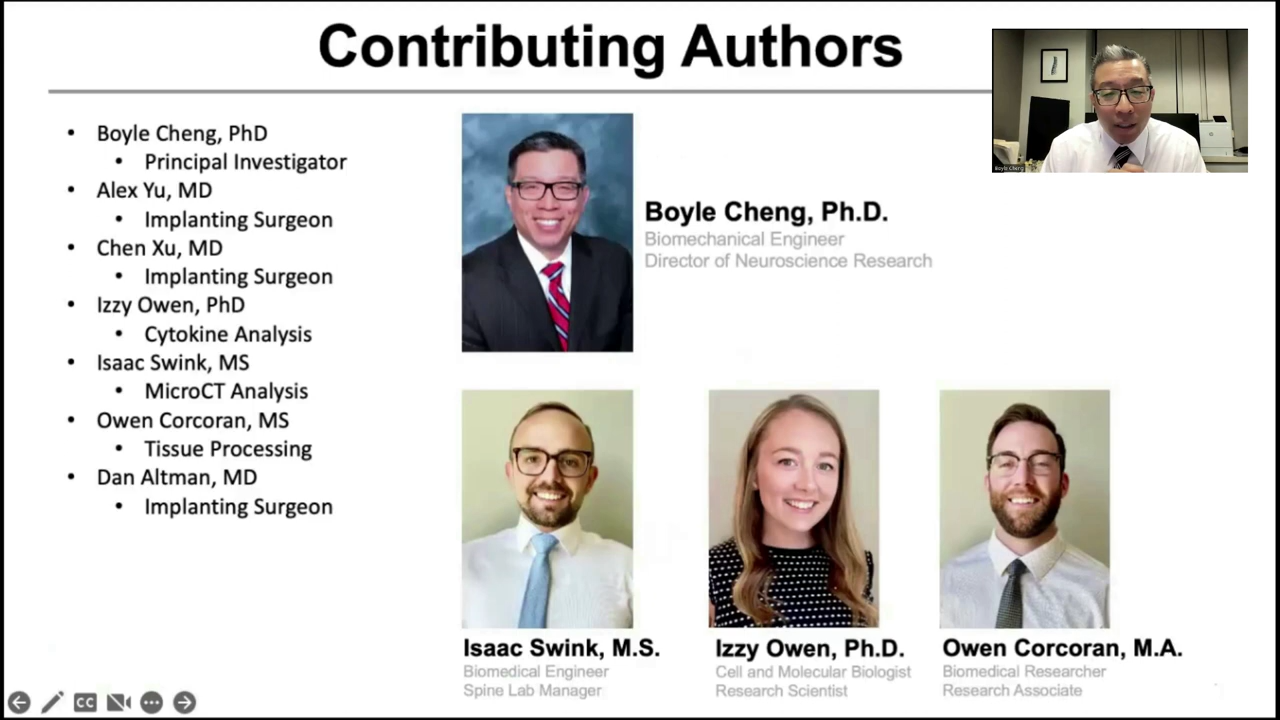 Contributing Authors
• Boyle Cheng, PhD
• Principal Investigator
• Alex Yu, MD
• Implanting Surgeon
• Chen Xu, MD
• Implanting Surgeon
• Izzy Owen, PhD
• Cytokine Analysis
• Isaac Swink, MS
• MicroCT Analysis
• Owen Corcoran, MS
• Tissue Processing
• Dan Altman, MD
• Implanting Surgeon
Boyle Cheng, Ph.D.
Biomechanical Engineer
Director of Neuroscience Research
Isaac Swink, M.S.
Biomedical Engineer
Spine Lab Manager
Izzy Owen, Ph.D.
Cell and Molecular Biologist
Research Scientist
Owen Corcoran, M.A.
Biomedical Researcher
Research Associate
Boyle Cheng
CC